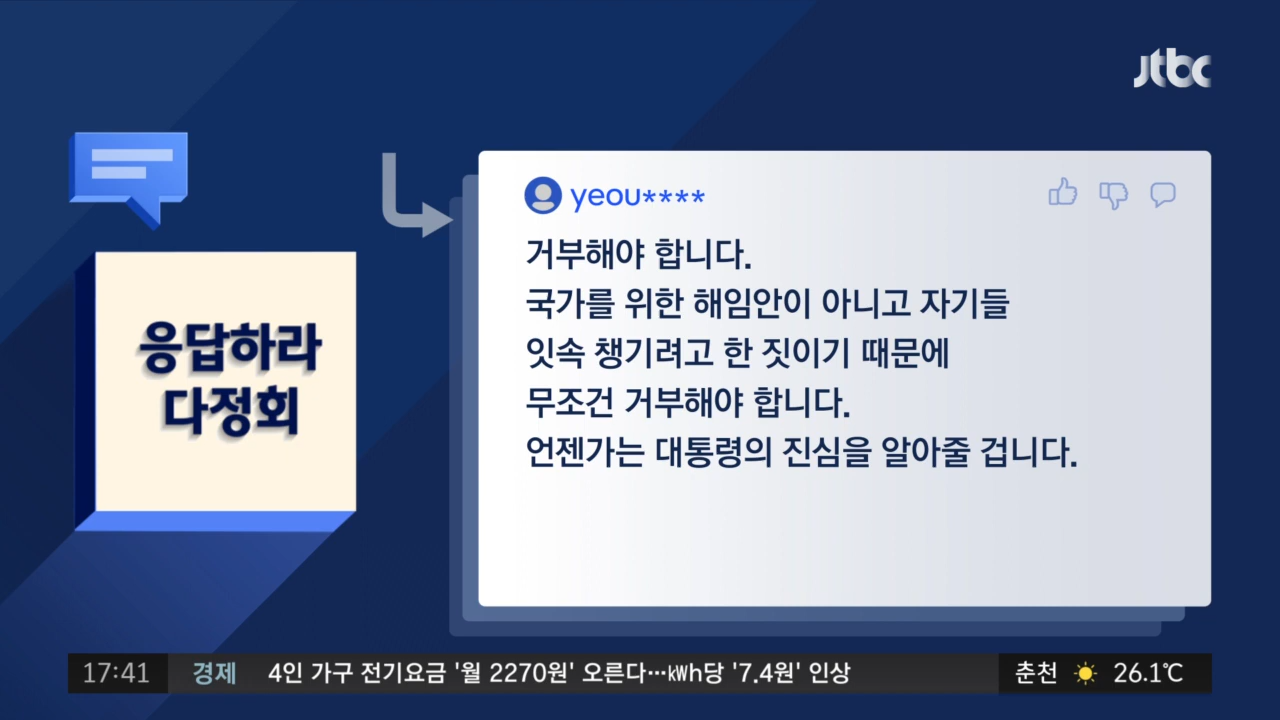 jtbc
yeou****
거부해야 합니다.
국가를 위한 해임안이 아니고 자기들
잇속 챙기려고 한 짓이기 때문에
무조건 거부해야 합니다.
언젠가는 대통령의 진심을 알아줄 겁니다.
응답하라
다정회
17:41 경제 4인 가구 전기요금 '월 2270원' 오른다…㎾h당 '7.4원' 인상 춘천 26.1℃